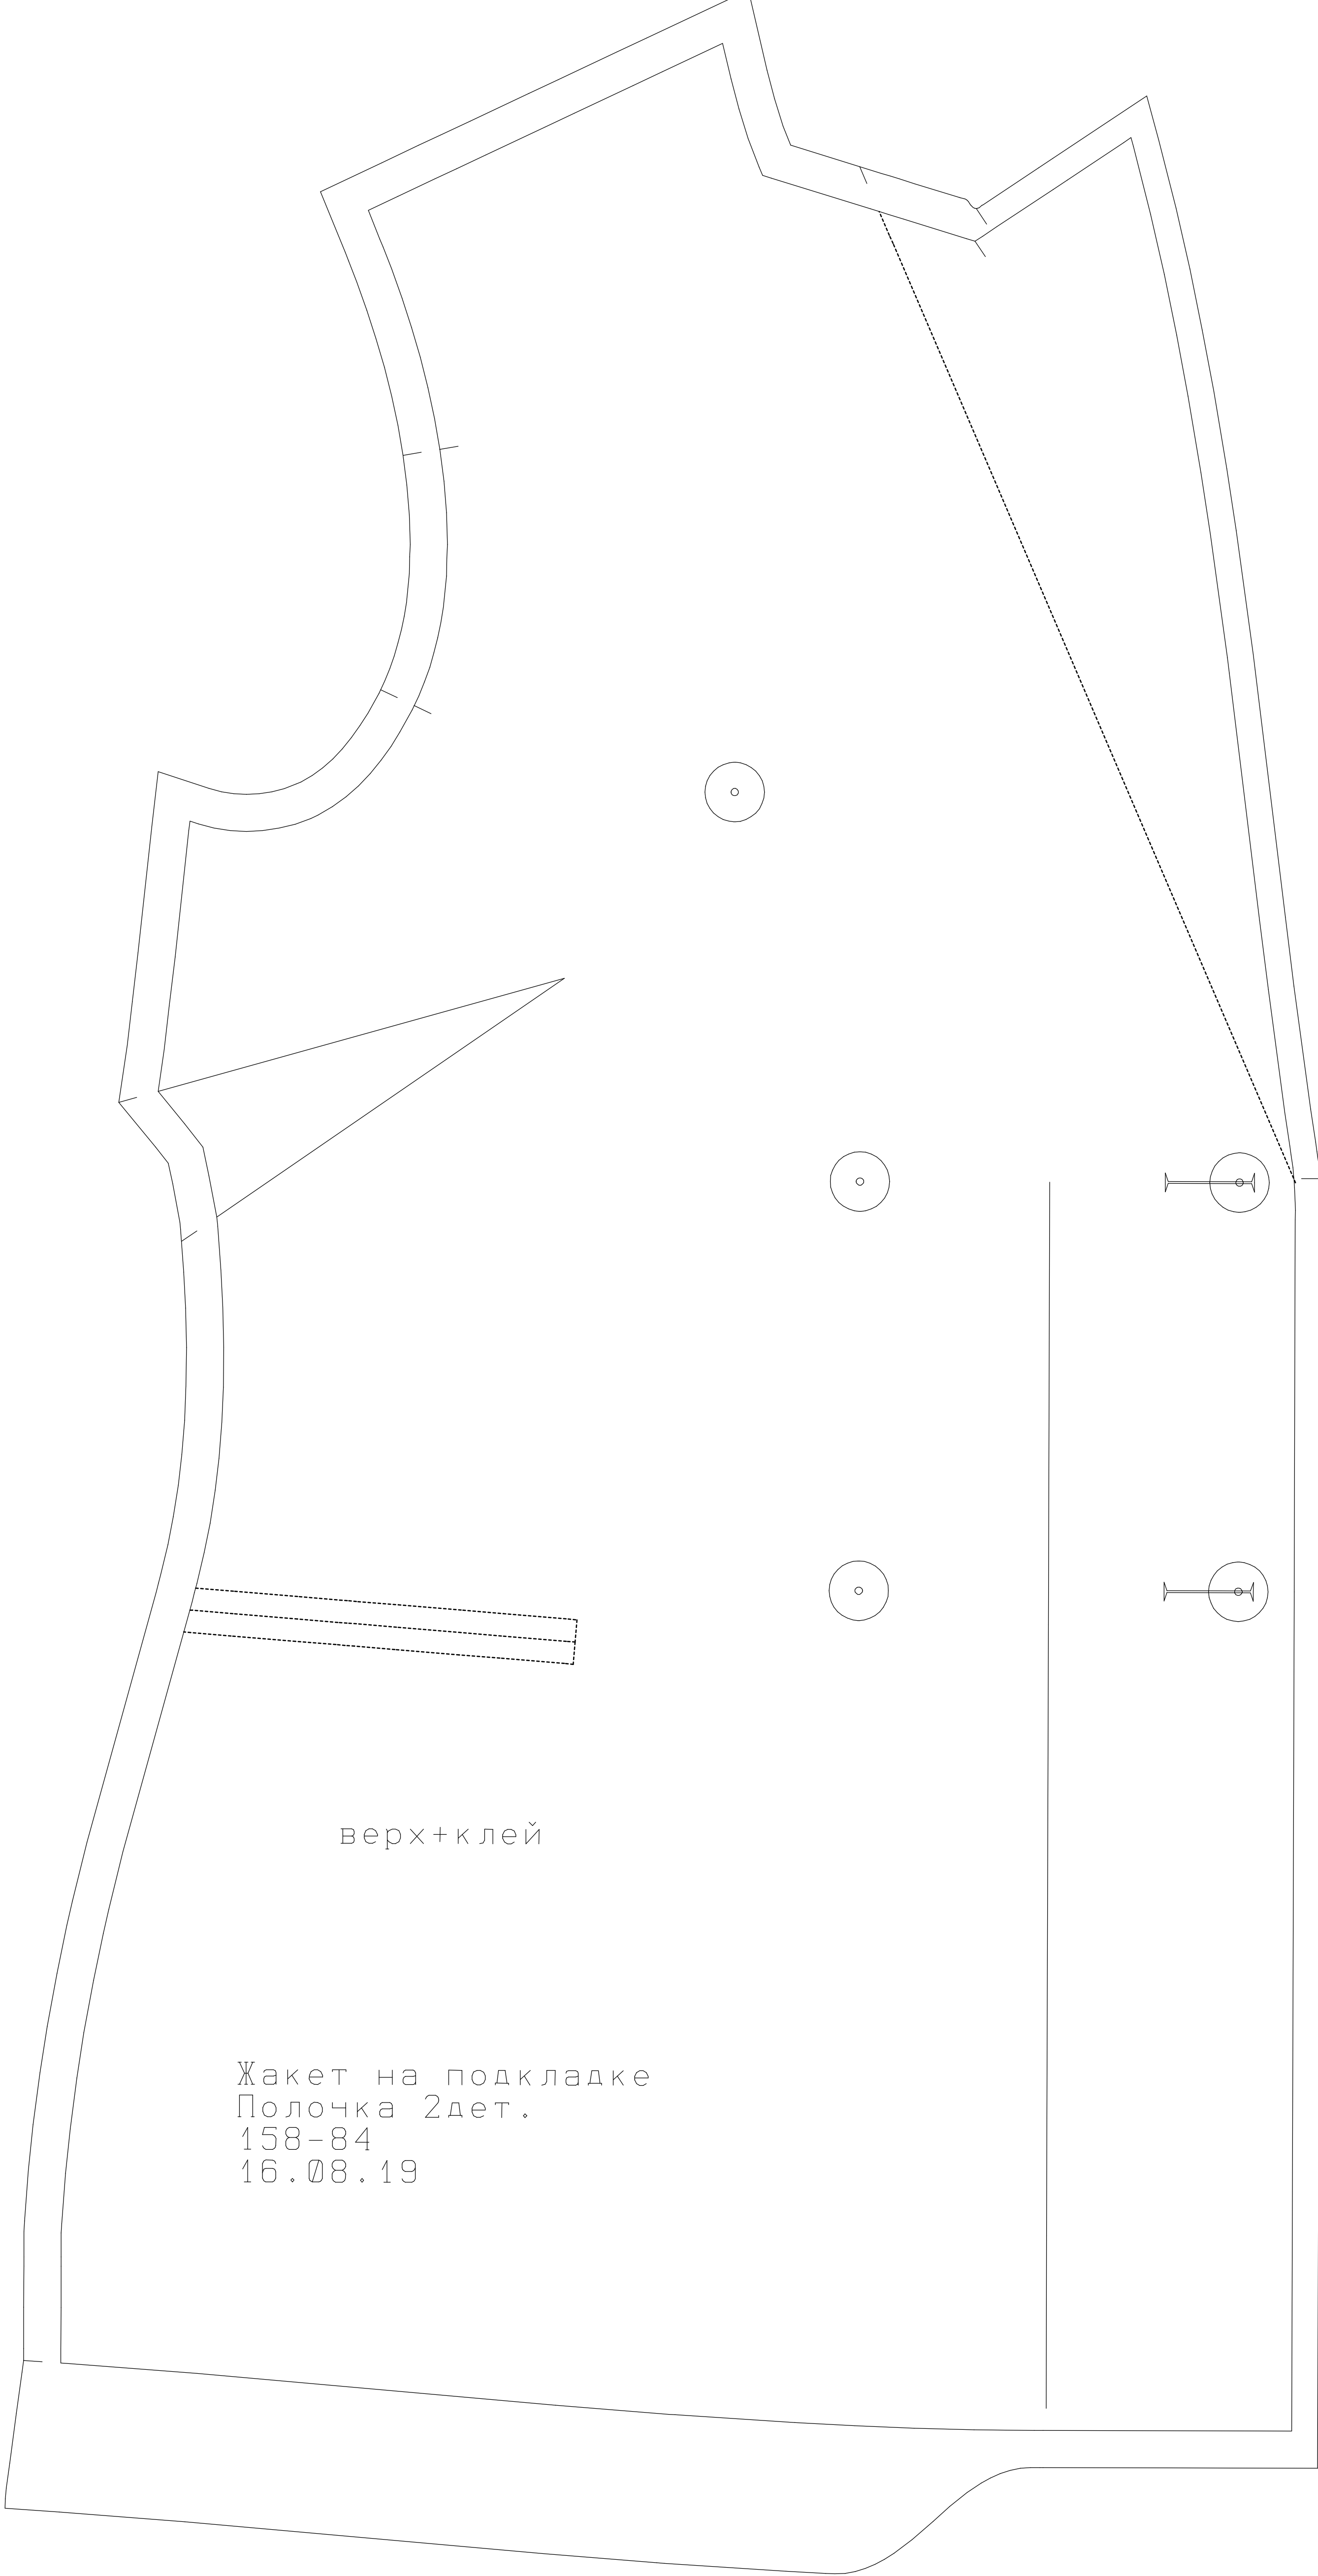 верх+клей
Жакет на подкладке
Полочка 2дет.
158-84
16.08.19